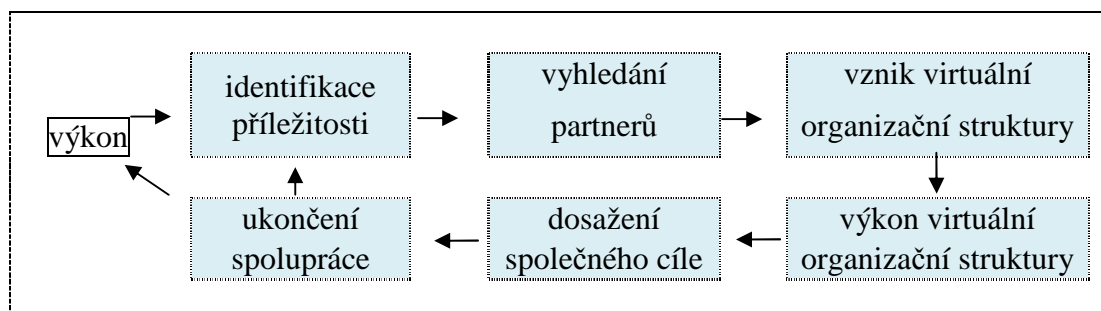 výkon
identifikace
příležitosti
vyhledání
partnerů
vznik virtuální
organizační struktury
ukončení
spolupráce
dosažení
společného cíle
výkon virtuální
organizační struktury